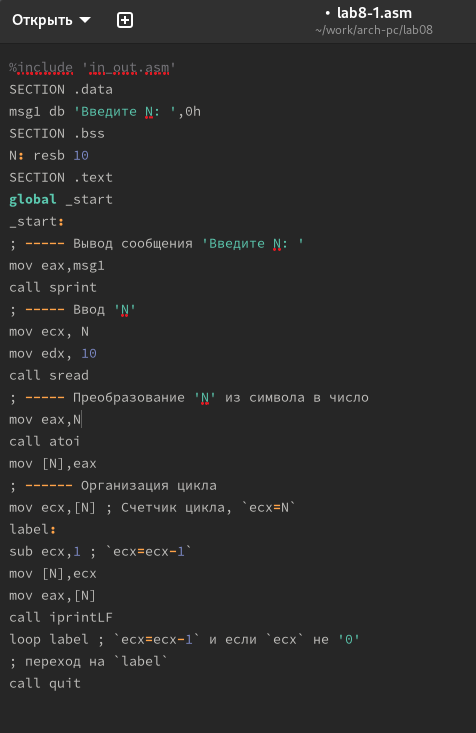 Открыть
• lab8-1.asm
~/work/arch-pc/lab08
%include 'in_out.asm'
SECTION .data
msg1 db 'Введите N: ',0h
SECTION .bss
N: resb 10
SECTION .text
global _start
_start:
; ----- Вывод сообщения 'Введите N: '
mov eax,msg1
call sprint
; ----- Ввод 'N'
mov ecx, N
mov edx, 10
call sread
; ----- Преобразование 'N' из символа в число
mov eax,N
call atoi
mov [N],eax
; ------ Организация цикла
mov ecx,[N] ; Счетчик цикла, `ecx=N`
label:
sub ecx,1 ; `ecx=ecx-1`
mov [N],ecx
mov eax,[N]
call iprintLF
loop label ; `ecx=ecx-1` и если `ecx` не '0'
; переход на `label`
call quit